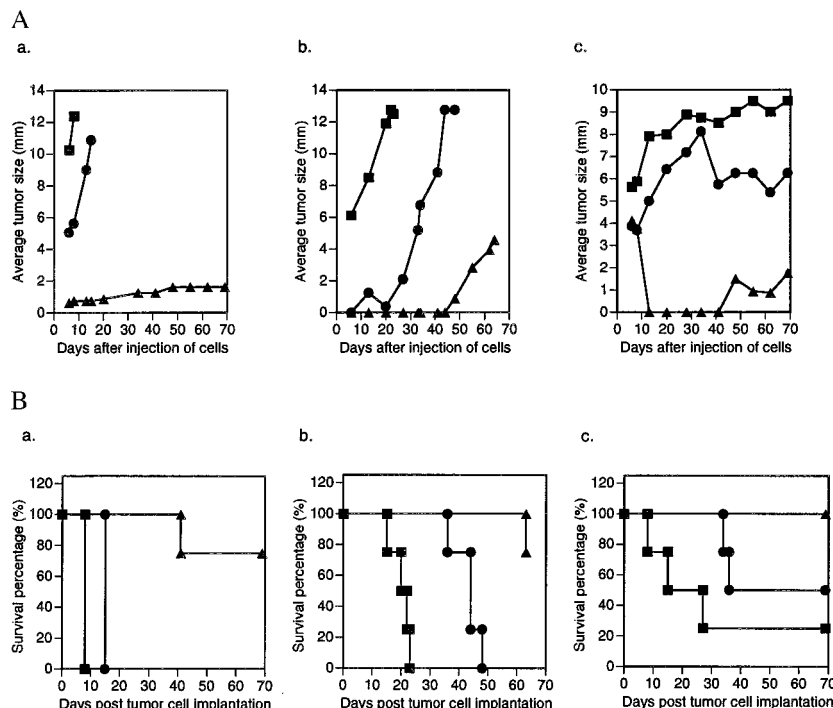 A
a.
b.
c.
14
12
10
8
6
4
2
0
Average tumor size (mm)
0 10 20 30 40 50 60 70
Days after injection of cells
14
12
10
8
6
4
2
0
Average tumor size (mm)
0 10 20 30 40 50 60 70
Days after injection of cells
10
9
8
7
6
5
4
3
2
1
0
Average tumor size (mm)
0 10 20 30 40 50 60 70
Days after injection of cells
B
a.
b.
c.
120
100
80
60
40
20
0
Survival percentage (%)
0 10 20 30 40 50 60 70
Days post tumor cell implantation
120
100
80
60
40
20
0
Survival percentage (%)
0 10 20 30 40 50 60 70
Days post tumor cell implantation
120
100
80
60
40
20
0
Survival percentage (%)
0 10 20 30 40 50 60 70
Days post tumor cell implantation